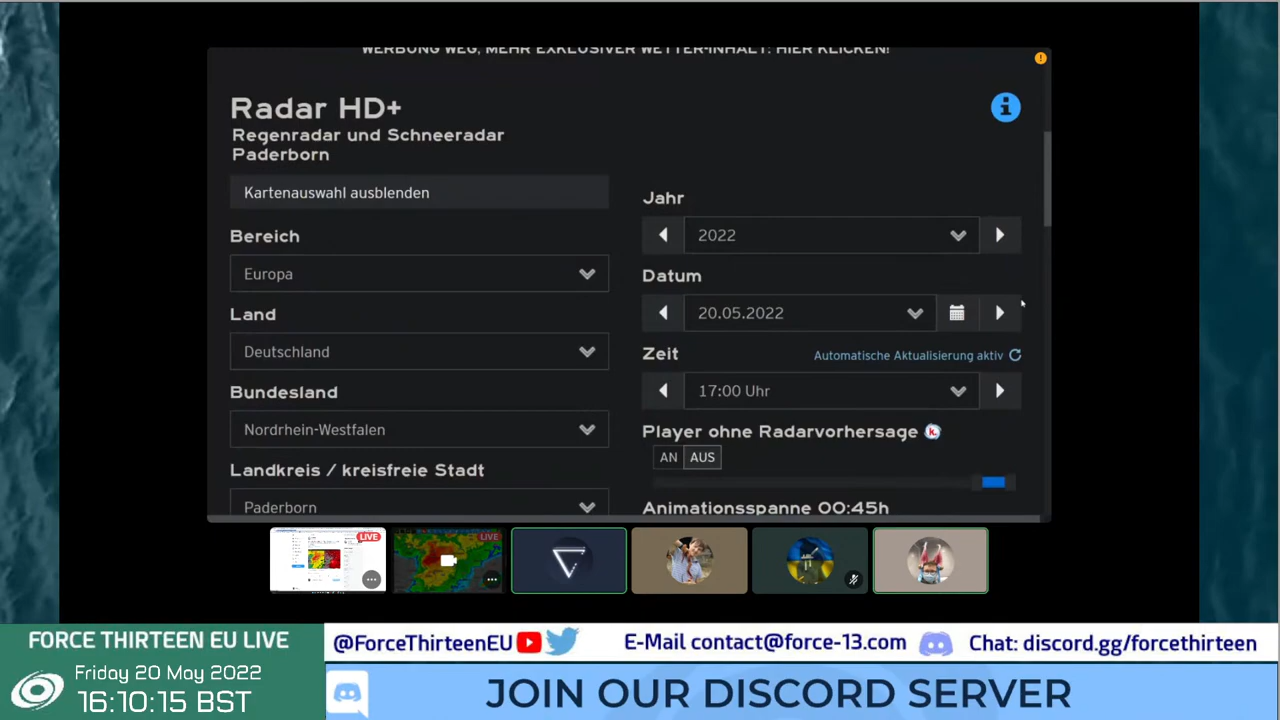 WERBUNG WEG, MEHR EXKLUSIVER WETTER-INHALT: HIER KLICKEN!
Radar HD+
Regenradar und Schneeradar
Paderborn
Kartenauswahl ausblenden
Bereich
Europa
Land
Deutschland
Bundesland
Nordrhein-Westfalen
Landkreis / kreisfreie Stadt
Paderborn
Jahr
2022
Datum
20.05.2022
Zeit
Automatische Aktualisierung aktiv
17:00 Uhr
Player ohne Radarvorhersage k.
AN AUS
Animationsspanne 00:45h
LIVE
LIVE
FORCE THIRTEEN EU LIVE
Friday 20 May 2022
16:10:15 BST
@ForceThirteenEU
E-Mail contact@force-13.com
Chat: discord.gg/forcethirteen
JOIN OUR DISCORD SERVER